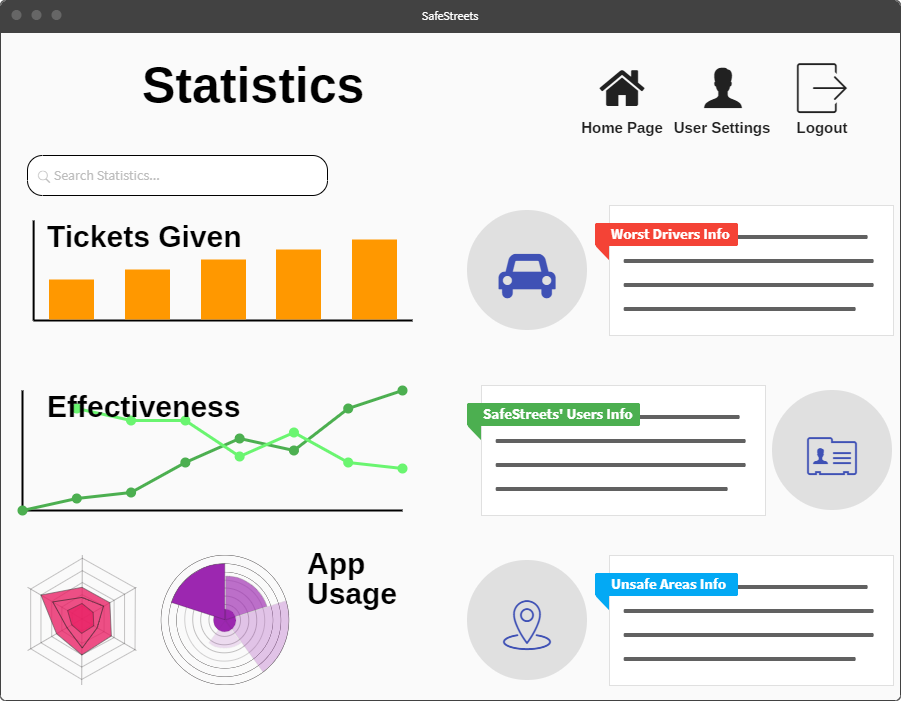 SafeStreets
Statistics
Home Page
User Settings
Logout
Search Statistics...
Tickets Given
Worst Drivers Info
Effectiveness
SafeStreets' Users Info
App
Usage
Unsafe Areas Info